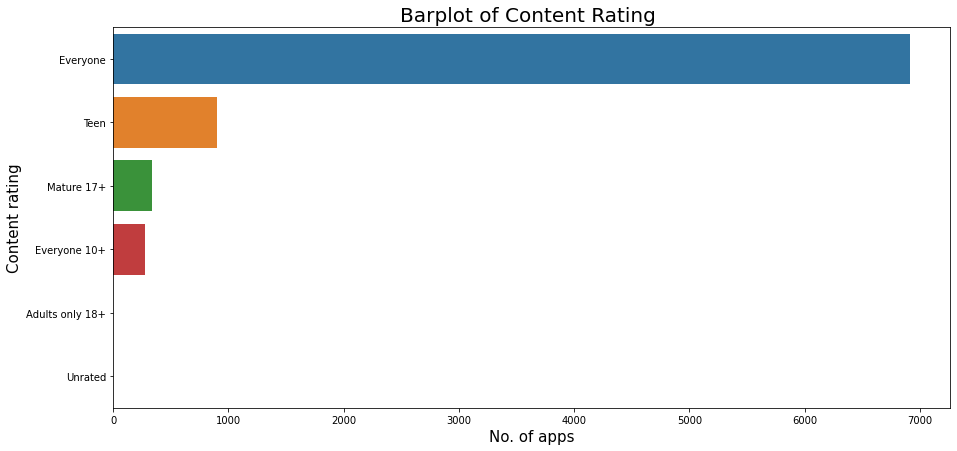 Barplot of Content Rating
Content rating
Everyone
Teen
Mature 17+
Everyone 10+
Adults only 18+
Unrated
0 1000 2000 3000 4000 5000 6000 7000
No. of apps